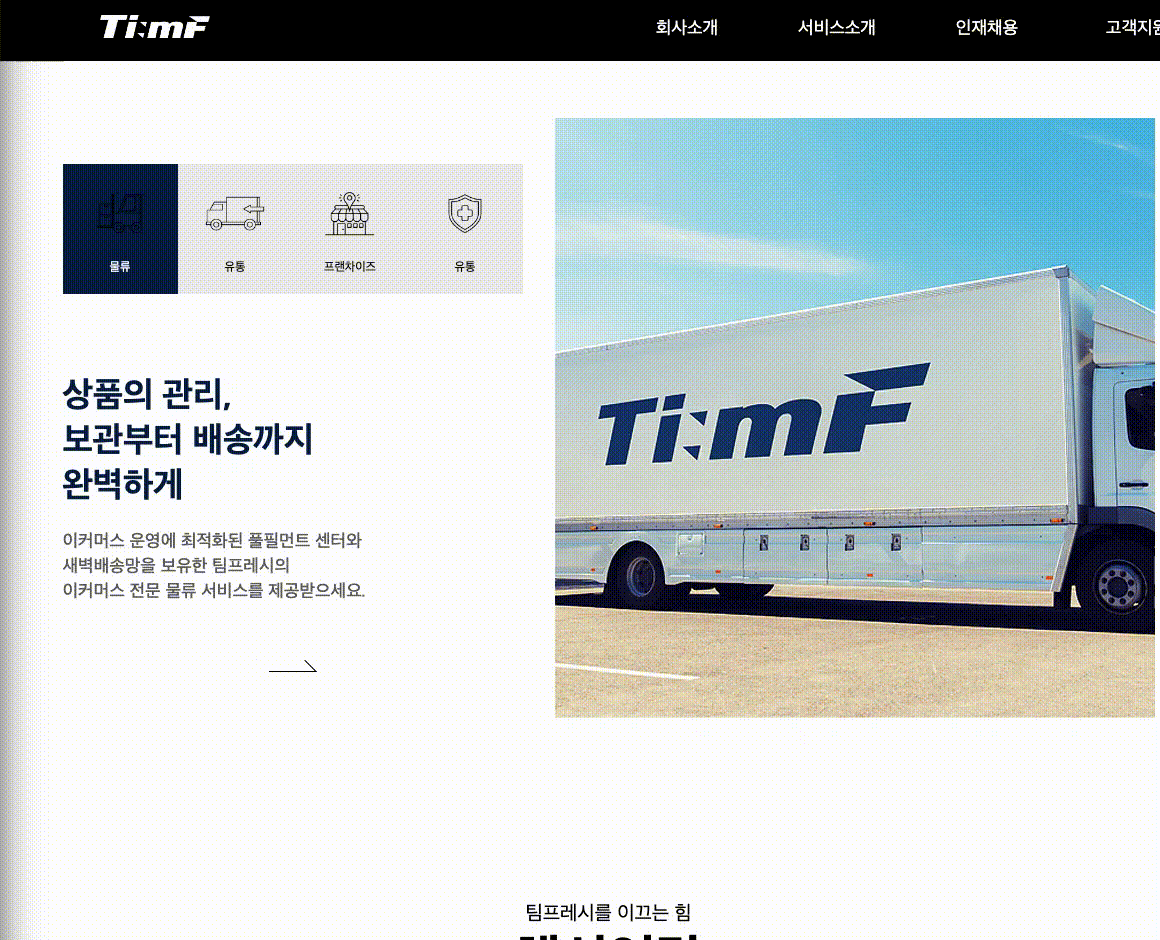 Ti:mF
회사소개
서비스소개
인재채용
고객지원
물류
유통
프랜차이즈
유통
상품의 관리,
보관부터 배송까지
완벽하게
이커머스 운영에 최적화된 풀필먼트 센터와
새벽배송망을 보유한 팀프레시의
이커머스 전문 물류 서비스를 제공받으세요.
Ti:mF
팀프레시를 이끄는 힘